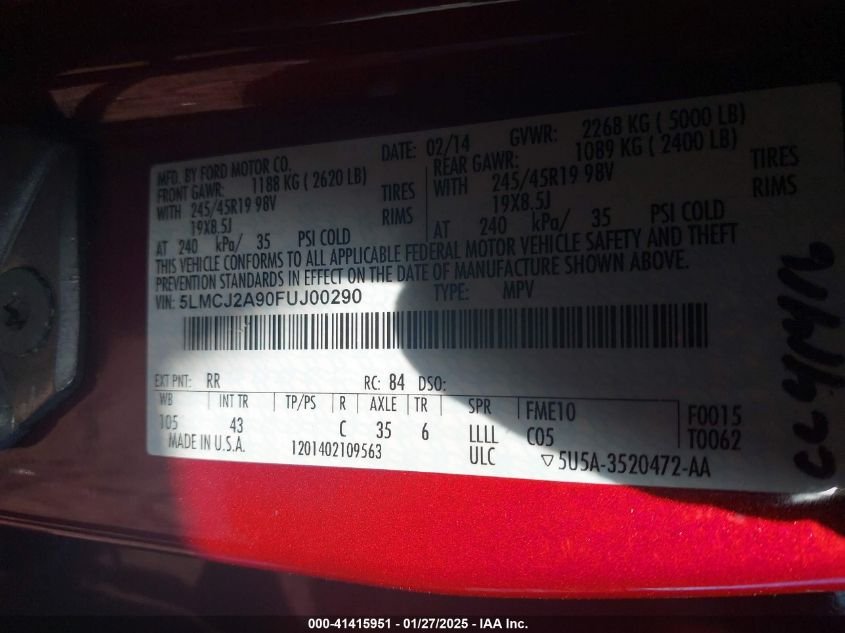 MFD. BY FORD MOTOR CO.
DATE: 02/14
GVWR: 2268 KG ( 5000 LB)
FRONT GAWR: 1188 KG ( 2620 LB)
REAR GAWR: 1089 KG ( 2400 LB)
WITH 245/45R19 98V TIRES
WITH 245/45R19 98V TIRES
19X8.5J RIMS
19X8.5J RIMS
AT 240 kPa/ 35 PSI COLD
AT 240 kPa/ 35 PSI COLD
THIS VEHICLE CONFORMS TO ALL APPLICABLE FEDERAL MOTOR VEHICLE SAFETY AND THEFT
PREVENTION STANDARDS IN EFFECT ON THE DATE OF MANUFACTURE SHOWN ABOVE.
VIN: 5LMCJ2A90FUJ00290
TYPE: MPV
EXT PNT: RR RC: 84 DSO:
WB INT TR TP/PS R AXLE TR SPR FME10 F0015
105 43 C 35 6 LLLL C05 T0062
MADE IN U.S.A. 1201402109563 ULC ▽5U5A-3520472-AA
000-41415951 - 01/27/2025 - IAA Inc.